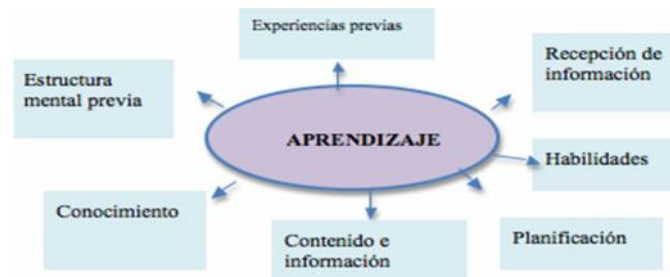 Experiencias previas
Recepción de
información
Estructura
mental previa
APRENDIZAJE
Habilidades
Conocimiento
Contenido e
información
Planificación